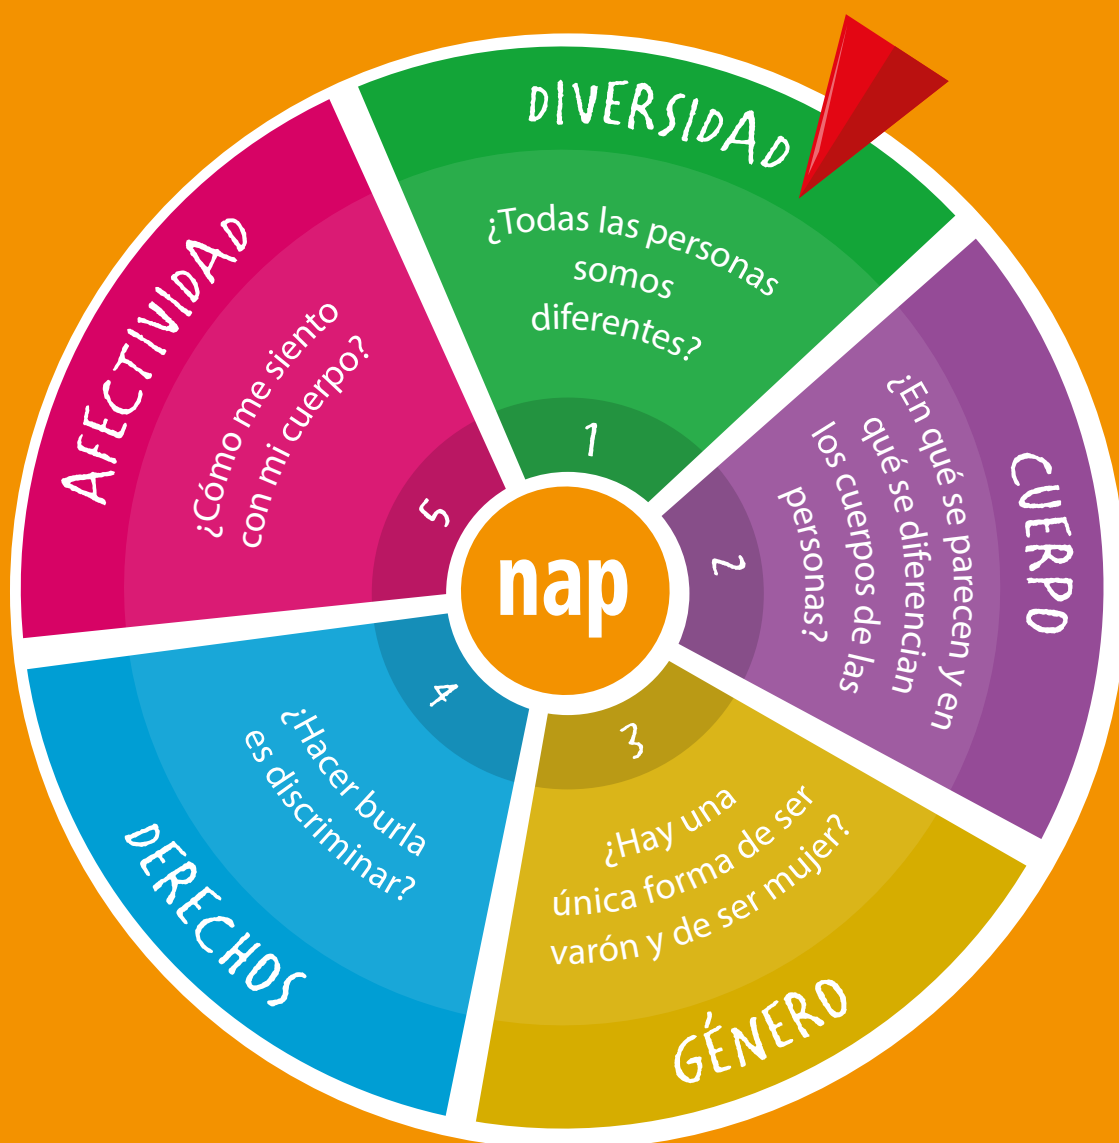 DIVERSIDAD
¿Todas las personas
somos
diferentes?
1
CUERPO
¿En qué se parecen y en
qué se diferencian
los cuerpos de las
personas?
2
GÉNERO
¿Hay una
única forma de ser
varón y de ser mujer?
3
DERECHOS
¿Hacer burla
es discriminar?
4
AFECTIVIDAD
¿Cómo me siento
con mi cuerpo?
5
nap